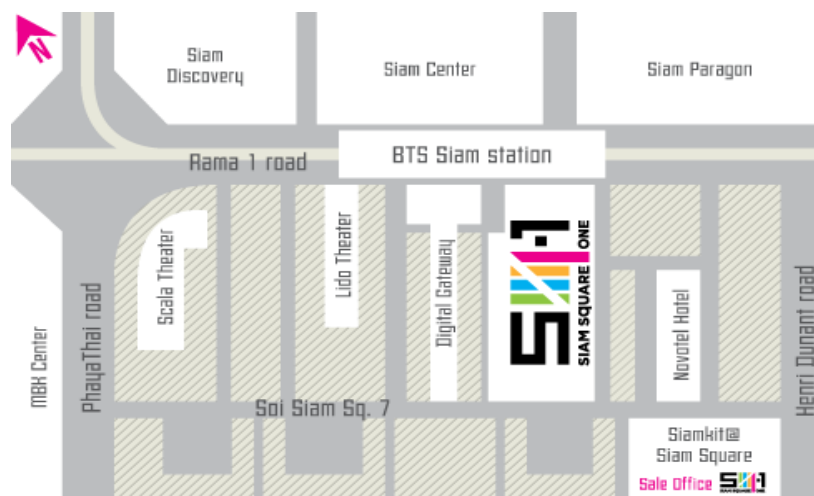 N
Siam
Discovery
Siam Center
Siam Paragon
Rama 1 road
BTS Siam station
MBK Center
PhayaThai road
Scala Theater
Lido Theater
Digital Gateway
SIAM SQUARE ONE
Novotel Hotel
Henri Dunant road
Soi Siam Sq. 7
Siamkit@
Siam Square
Sale Office